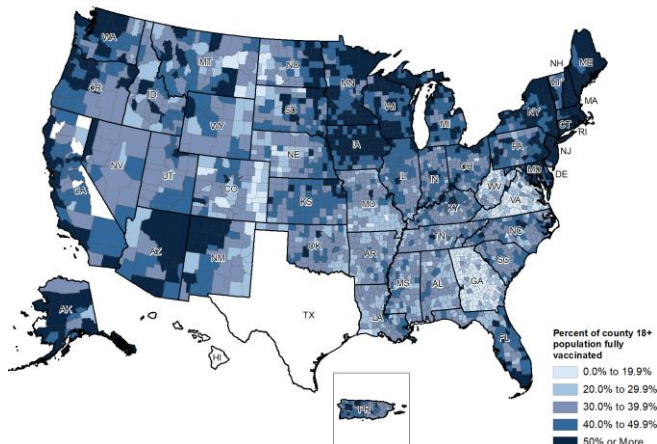 WA
MT
ND
MN
NH
ME
VT
OR
ID
SD
WI
MI
NY
MA
WY
CT
RI
IA
PA
NJ
NE
NV
UT
CO
IL
IN
OH
MD
DE
CA
KS
MO
WV
VA
KY
NC
TN
OK
AR
AZ
NM
SC
MS
AL
GA
AK
TX
LA
FL
HI
PR
Percent of county 18+
population fully
vaccinated
0.0% to 19.9%
20.0% to 29.9%
30.0% to 39.9%
40.0% to 49.9%
50% or More